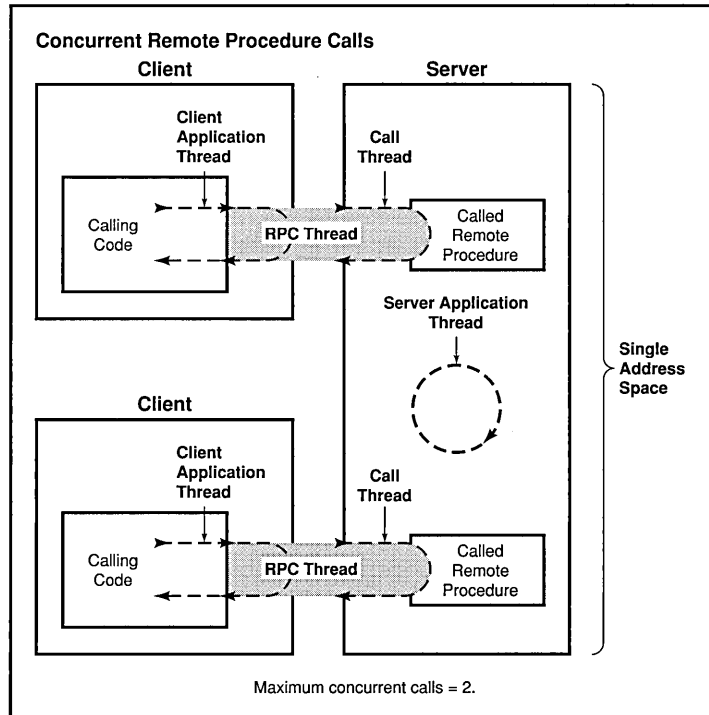 Concurrent Remote Procedure Calls
Client
Server
Client
Application
Thread
Call
Thread
Calling
Code
RPC Thread
Called
Remote
Procedure
Server Application
Thread
Single
Address
Space
Client
Client
Application
Thread
Call
Thread
Calling
Code
RPC Thread
Called
Remote
Procedure
Maximum concurrent calls = 2.